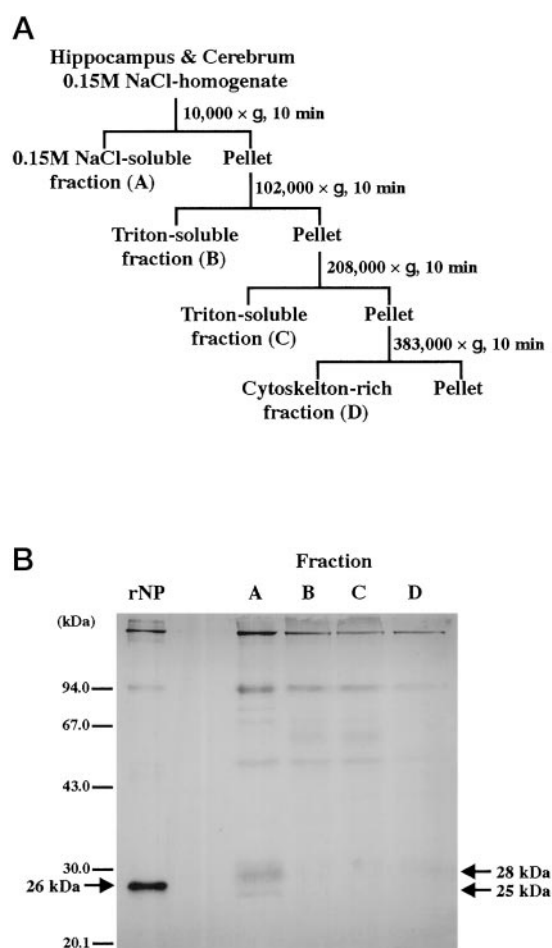 A
Hippocampus & Cerebrum
0.15M NaCl-homogenate
10,000 × g, 10 min
0.15M NaCl-soluble
fraction (A)
Pellet
102,000 × g, 10 min
Triton-soluble
fraction (B)
Pellet
208,000 × g, 10 min
Triton-soluble
fraction (C)
Pellet
383,000 × g, 10 min
Cytoskelton-rich
fraction (D)
Pellet
B
Fraction
rNP A B C D
(kDa)
94.0
67.0
43.0
30.0
28 kDa
26 kDa
25 kDa
20.1